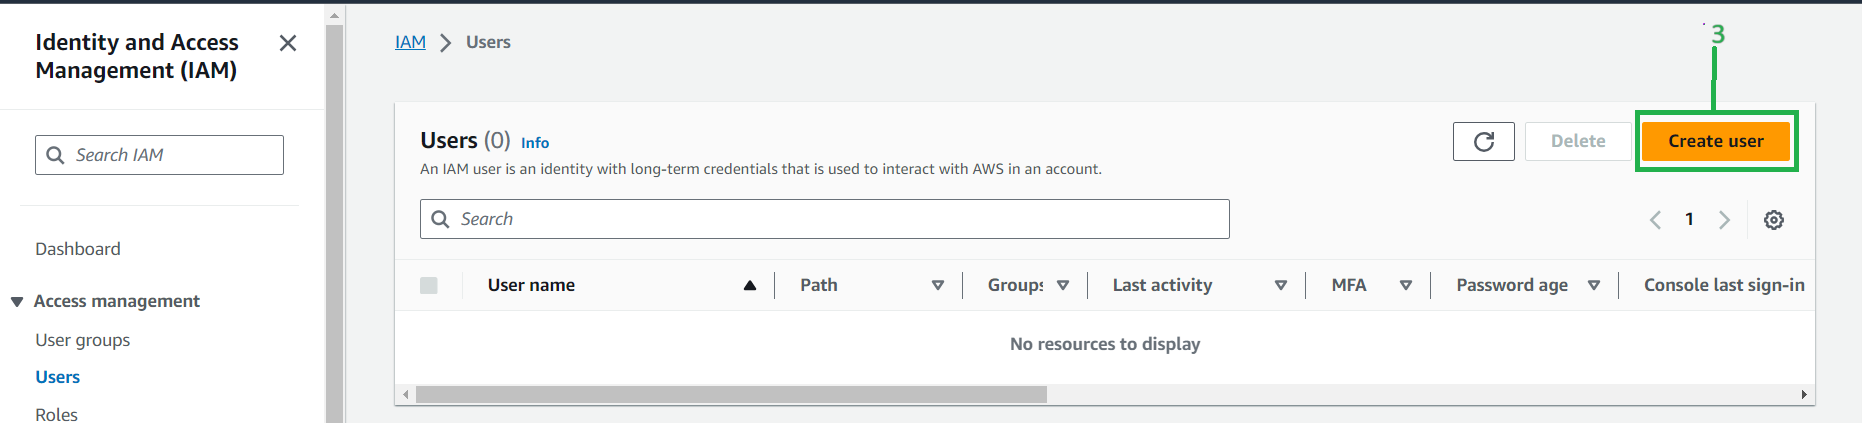 Identity and Access
Management (IAM)
Search IAM
Dashboard
Access management
User groups
Users
Roles
IAM > Users
3
Users (0) Info
An IAM user is an identity with long-term credentials that is used to interact with AWS in an account.
Delete
Create user
Search
1
User name Path Groups Last activity MFA Password age Console last sign-in
No resources to display